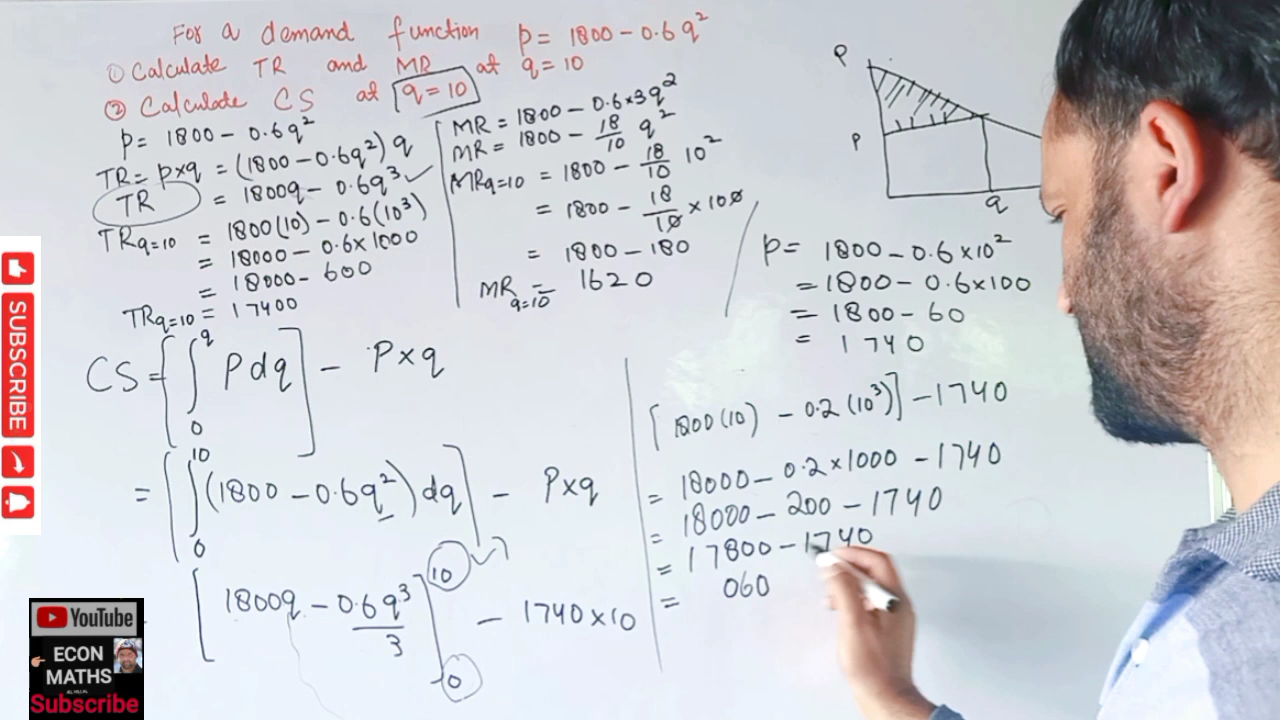 For a demand function p = 1800 - 0.6q²
① Calculate TR and MR at q = 10
② Calculate CS at q = 10
p = 1800 - 0.6q²
TR = p×q = (1800 - 0.6q²) q
TR = 1800q - 0.6q³ ✓
TRq=10 = 1800(10) - 0.6(10³)
= 18000 - 0.6×1000
= 18000 - 600
TRq=10 = 17400
MR = 1800 - 0.6×3q²
MR = 1800 - 18/10 q²
MRq=10 = 1800 - 18/10 10²
= 1800 - 18/10 × 100
= 1800 - 180
MRq=10 = 1620
P
P
q
p = 1800 - 0.6×10²
= 1800 - 0.6×100
= 1800 - 60
= 1740
CS = [∫₀^q P dq] - P×q
= [∫₀^10 (1800 - 0.6q²) dq] - P×q
[1800q - 0.6q³/3]₀^10 - 1740×10
[1800(10) - 0.2(10³)] - 1740
= 18000 - 0.2×1000 - 1740
= 18000 - 200 - 1740
= 17800 - 1740
= 060
SUBSCRIBE
YouTube
ECON
MATHS
Subscribe